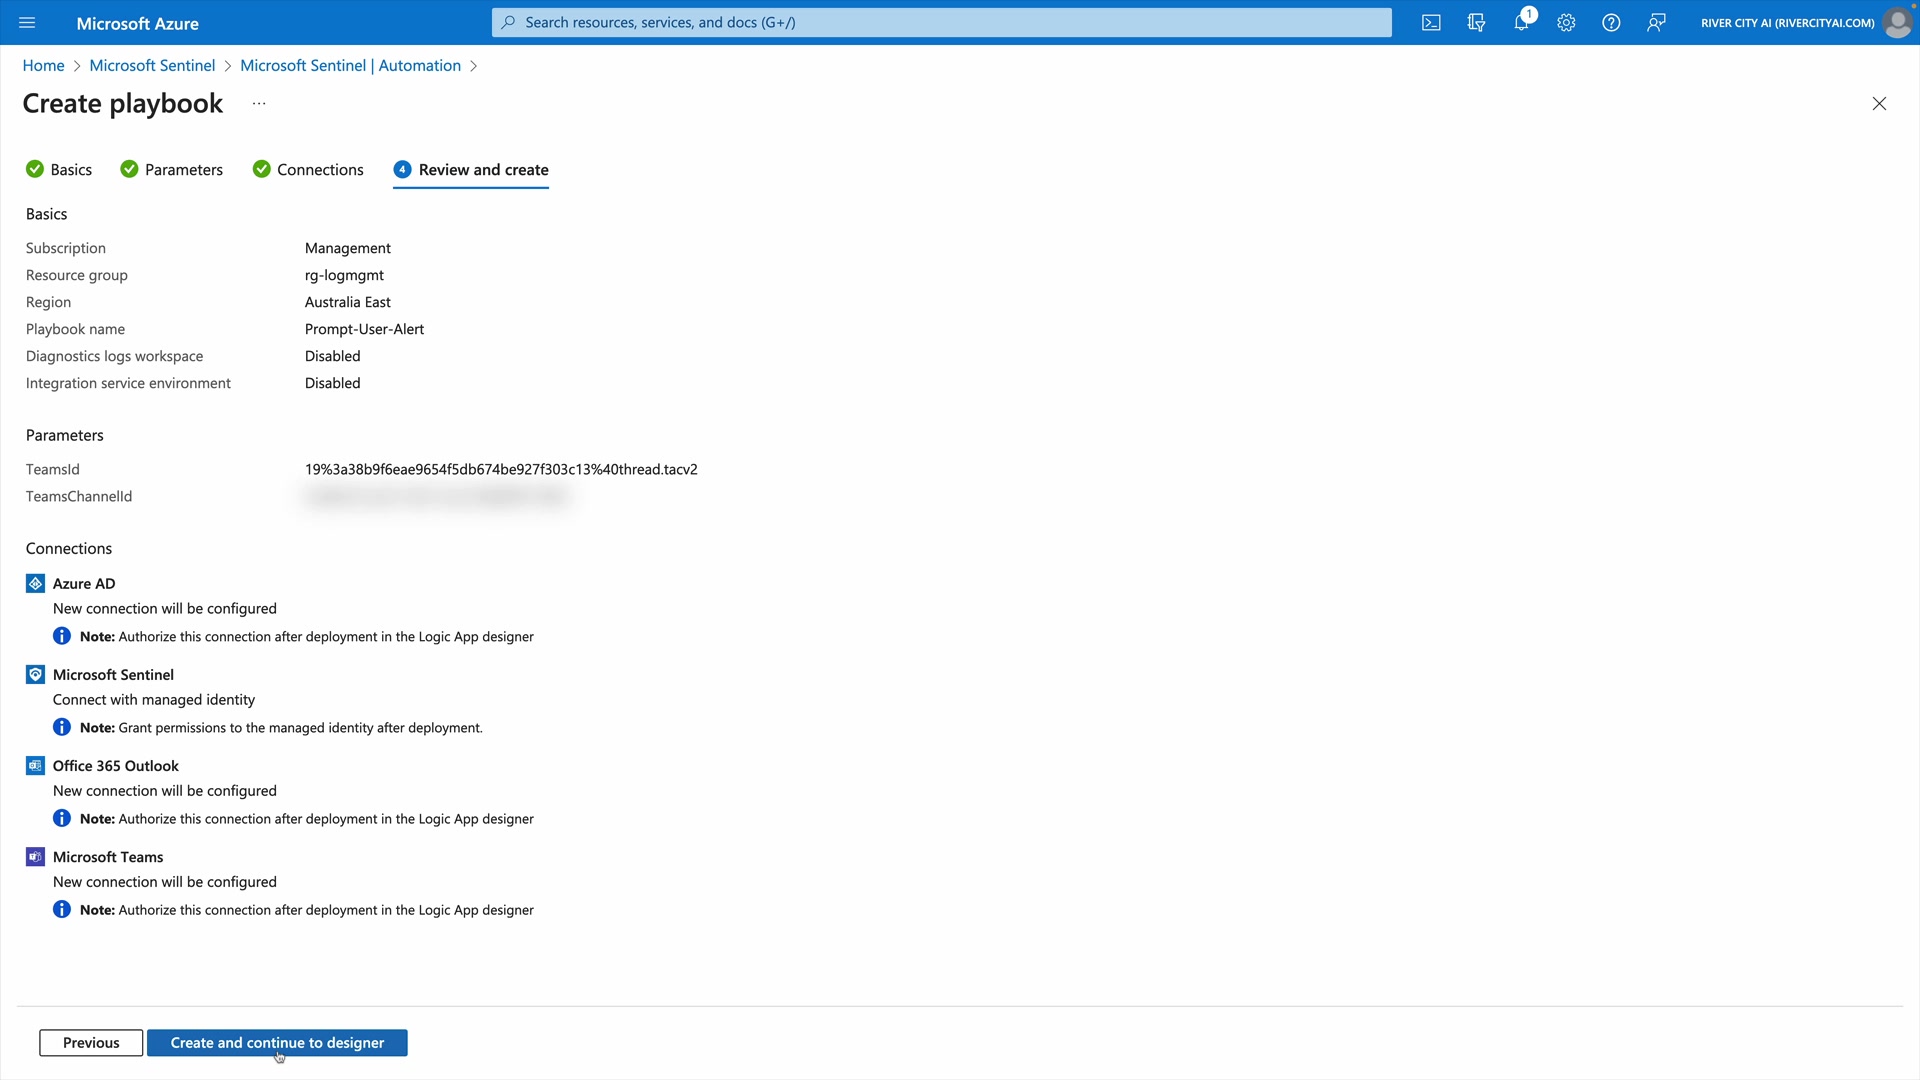 Microsoft Azure
Search resources, services, and docs (G+/)
1
RIVER CITY AI (RIVERCITYAI.COM)
Home > Microsoft Sentinel > Microsoft Sentinel | Automation >
Create playbook ...
Basics
Parameters
Connections
4 Review and create
Basics
Subscription Management
Resource group rg-logmgmt
Region Australia East
Playbook name Prompt-User-Alert
Diagnostics logs workspace Disabled
Integration service environment Disabled
Parameters
TeamsId 19%3a38b9f6eae9654f5db674be927f303c13%40thread.tacv2
TeamsChannelId
Connections
Azure AD
New connection will be configured
Note: Authorize this connection after deployment in the Logic App designer
Microsoft Sentinel
Connect with managed identity
Note: Grant permissions to the managed identity after deployment.
Office 365 Outlook
New connection will be configured
Note: Authorize this connection after deployment in the Logic App designer
Microsoft Teams
New connection will be configured
Note: Authorize this connection after deployment in the Logic App designer
Previous
Create and continue to designer